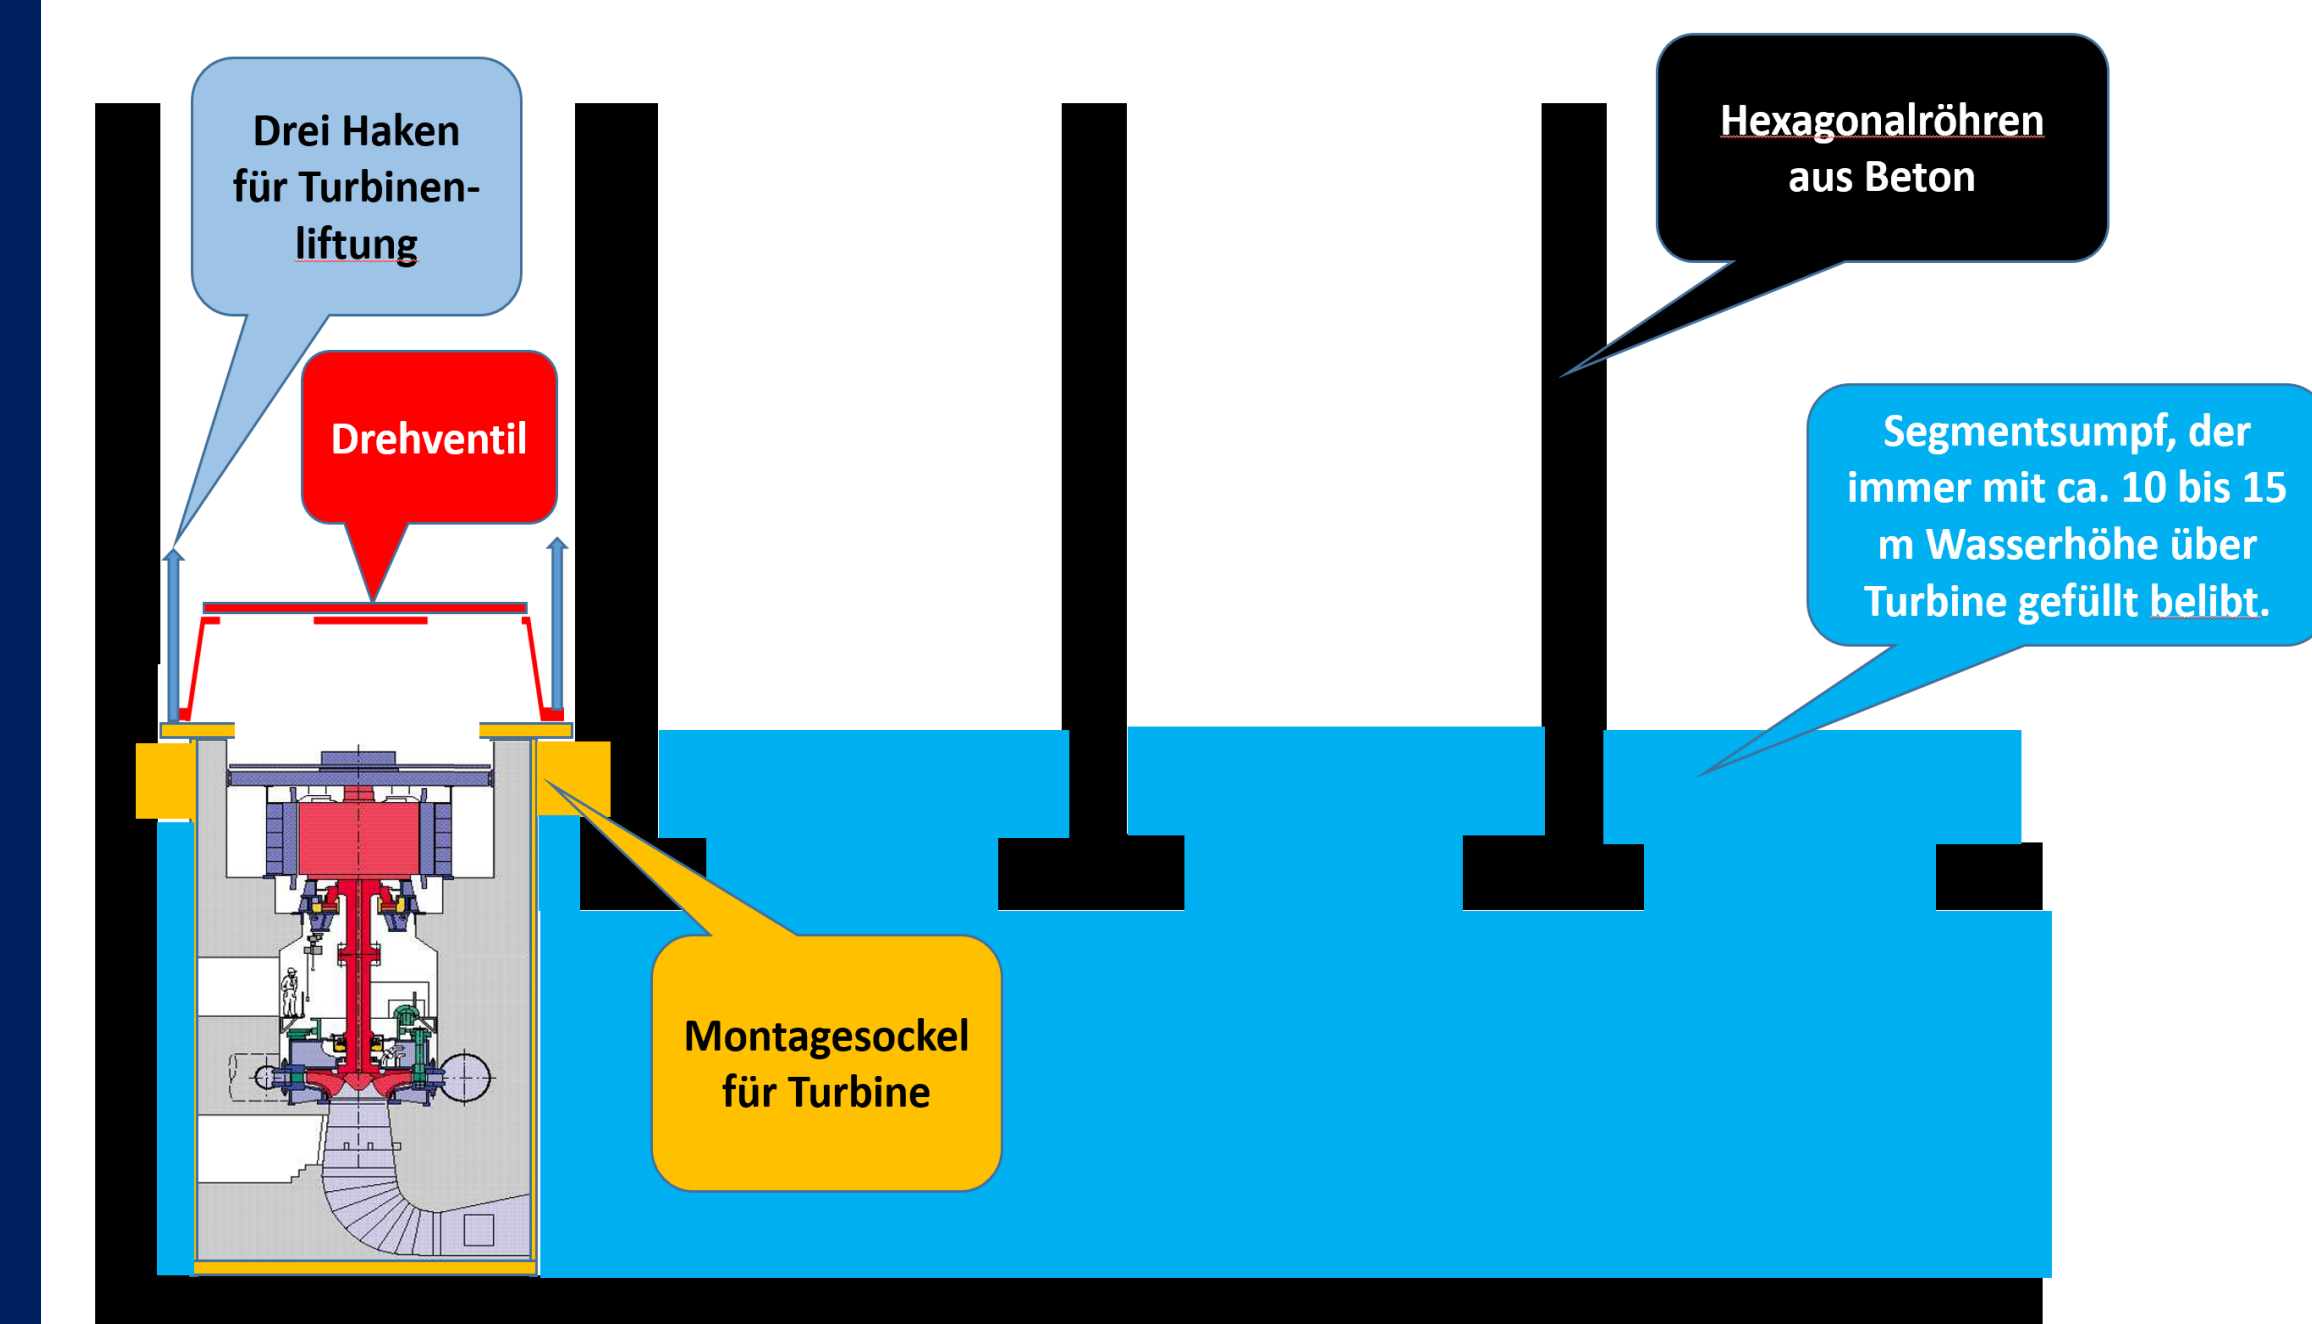 Drei Haken
für Turbinen-
liftung
Drehventil
Hexagonalröhren
aus Beton
Segmentsumpf, der
immer mit ca. 10 bis 15
m Wasserhöhe über
Turbine gefüllt belibt.
Montagesockel
für Turbine